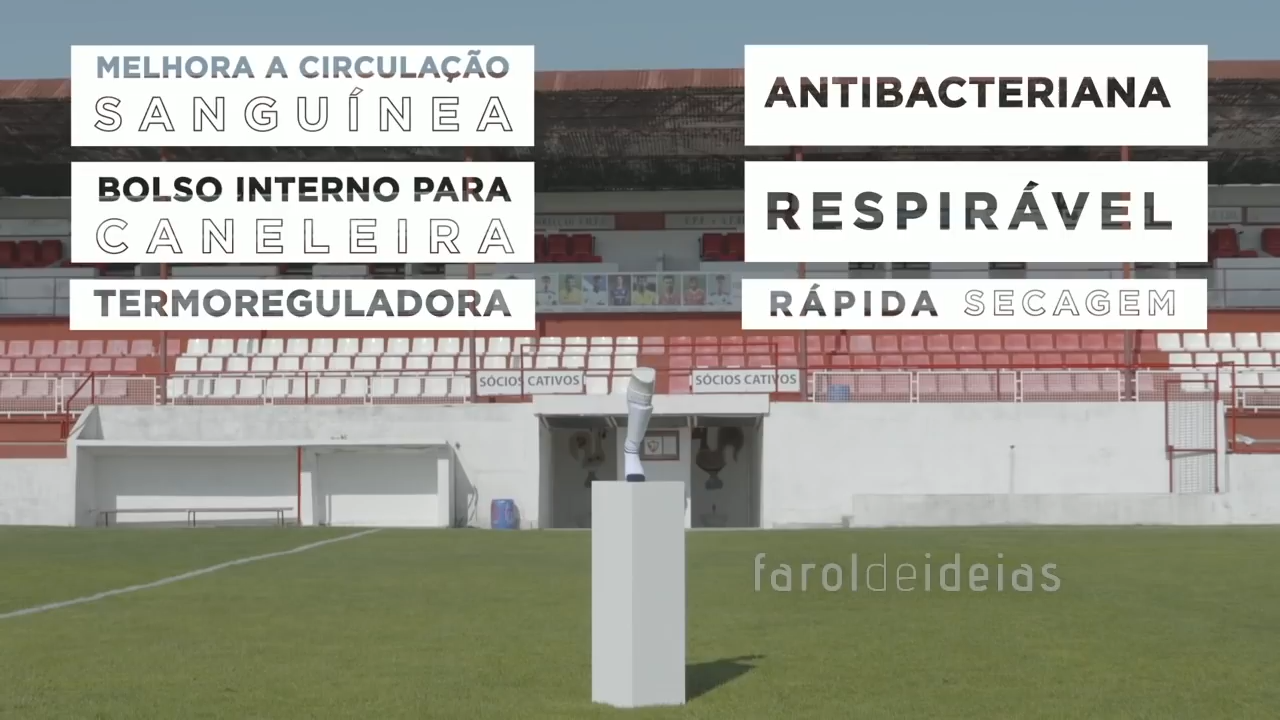 MELHORA A CIRCULAÇÃO
SANGUÍNEA
BOLSO INTERNO PARA
CANELEIRA
TERMOREGULADORA
ANTIBACTERIANA
RESPIRÁVEL
RÁPIDA SECAGEM
SÓCIOS CATIVOS
SÓCIOS CATIVOS
faroldeideias